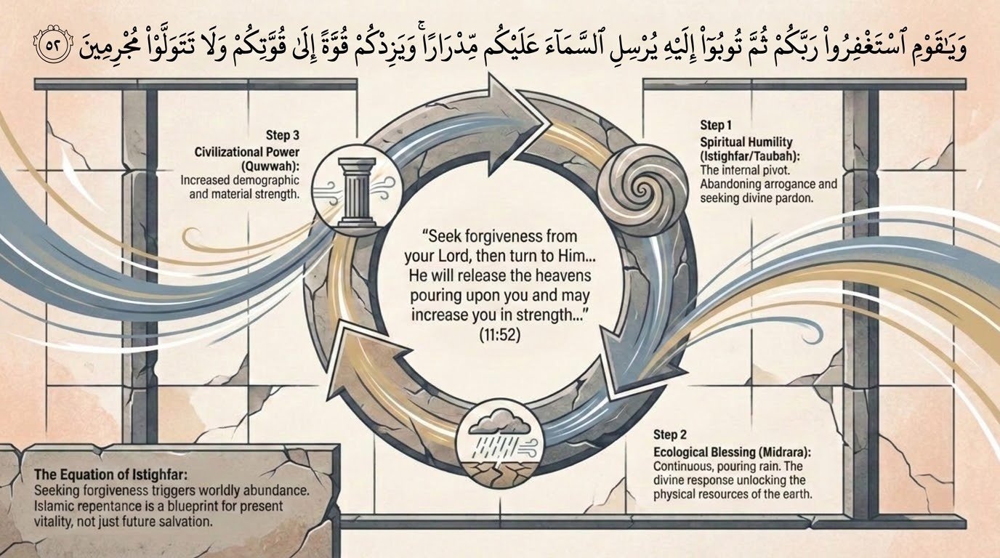 وَيَٰقَوْمِ ٱسْتَغْفِرُوا۟ رَبَّكُمْ ثُمَّ تُوبُوٓا۟ إِلَيْهِ يُرْسِلِ ٱلسَّمَآءَ عَلَيْكُم مِّدْرَارًۭا وَيَزِدْكُمْ قُوَّةً إِلَىٰ قُوَّتِكُمْ وَلَا تَتَوَلَّوْا۟ مُجْرِمِينَ ٥٢
Step 3
Civilizational Power
(Quwwah):
Increased demographic
and material strength.
Step 1
Spiritual Humility
(Istighfar/Taubah):
The internal pivot.
Abandoning arrogance and
seeking divine pardon.
“Seek forgiveness from
your Lord, then turn to Him...
He will release the heavens
pouring upon you and may
increase you in strength...”
(11:52)
Step 2
Ecological Blessing (Midrara):
Continuous, pouring rain. The
divine response unlocking the
physical resources of the earth.
The Equation of Istighfar:
Seeking forgiveness triggers worldly abundance.
Islamic repentance is a blueprint for present
vitality, not just future salvation.